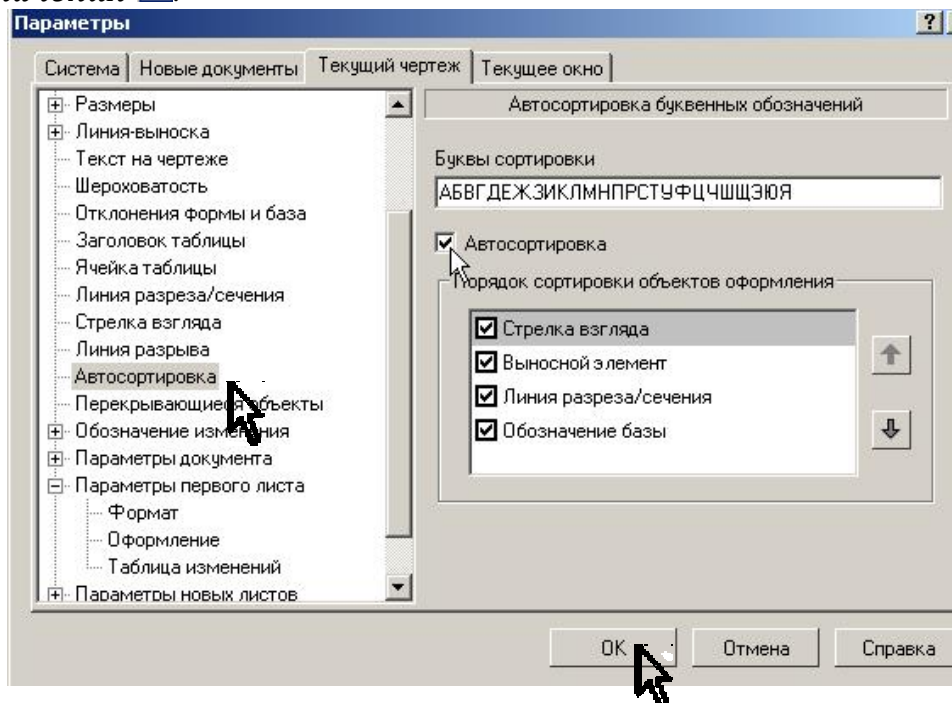 Параметры
?
Система Новые документы Текущий чертеж Текущее окно
Размеры
Линия-выноска
Текст на чертеже
Шероховатость
Отклонения формы и база
Заголовок таблицы
Ячейка таблицы
Линия разреза/сечения
Стрелка взгляда
Линия разрыва
Автосортировка
Перекрывающиеся объекты
Обозначение изменения
Параметры документа
Параметры первого листа
Формат
Оформление
Таблица изменений
Параметры новых листов
Автосортировка буквенных обозначений
Буквы сортировки
АБВГДЕЖЗИКЛМНПРСТУФЦЧШЩЭЮЯ
Автосортировка
Порядок сортировки объектов оформления
Стрелка взгляда
Выносной элемент
Линия разреза/сечения
Обозначение базы
OK Отмена Справка